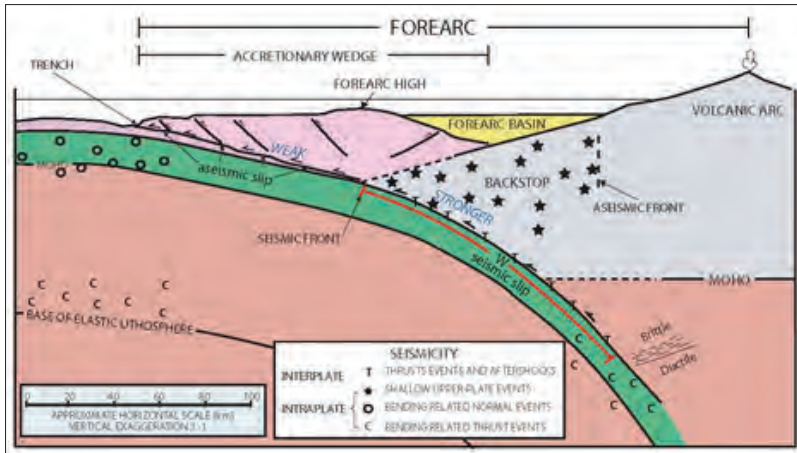 FOREARC
ACCRETIONARY WEDGE
TRENCH
FOREARC HIGH
VOLCANIC ARC
FOREARC BASIN
WEAK
aseismic slip
BACKSTOP
ASEISMIC FRONT
STRONGER
SEISMIC FRONT
W
seismic slip
MOHO
BASE OF ELASTIC LITHOSPHERE
Brittle
Ductile
SEISMICITY
INTERPLATE T THRUSTS EVENTS AND AFTERSHOCKS
★ SHALLOW UPPER-PLATE EVENTS
INTRAPLATE O BENDING RELATED NORMAL EVENTS
C BENDING RELATED THRUST EVENTS
0 20 40 60 80 100
APPROXIMATE HORIZONTAL SCALE (km)
VERTICAL EXAGGERATION 3 : 1